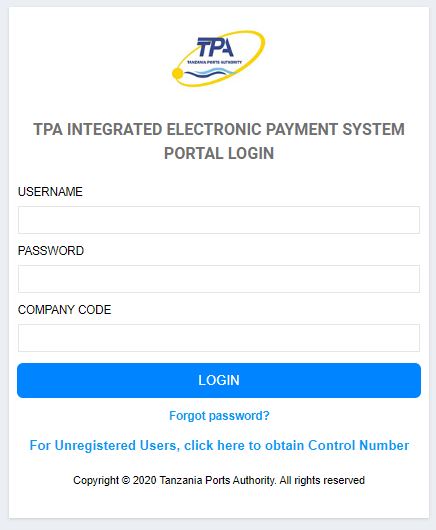 TPA
TANZANIA PORTS AUTHORITY
TPA INTEGRATED ELECTRONIC PAYMENT SYSTEM
PORTAL LOGIN
USERNAME
PASSWORD
COMPANY CODE
LOGIN
Forgot password?
For Unregistered Users, click here to obtain Control Number
Copyright © 2020 Tanzania Ports Authority. All rights reserved